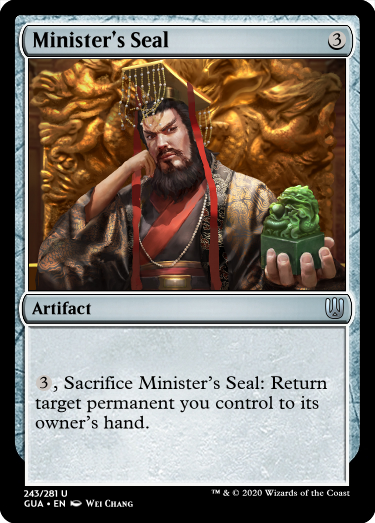 Minister's Seal 3
Artifact
3, Sacrifice Minister's Seal: Return
target permanent you control to its
owner's hand.
243/281 U
GUA • EN Wei Chang
™ & © 2020 Wizards of the Coast